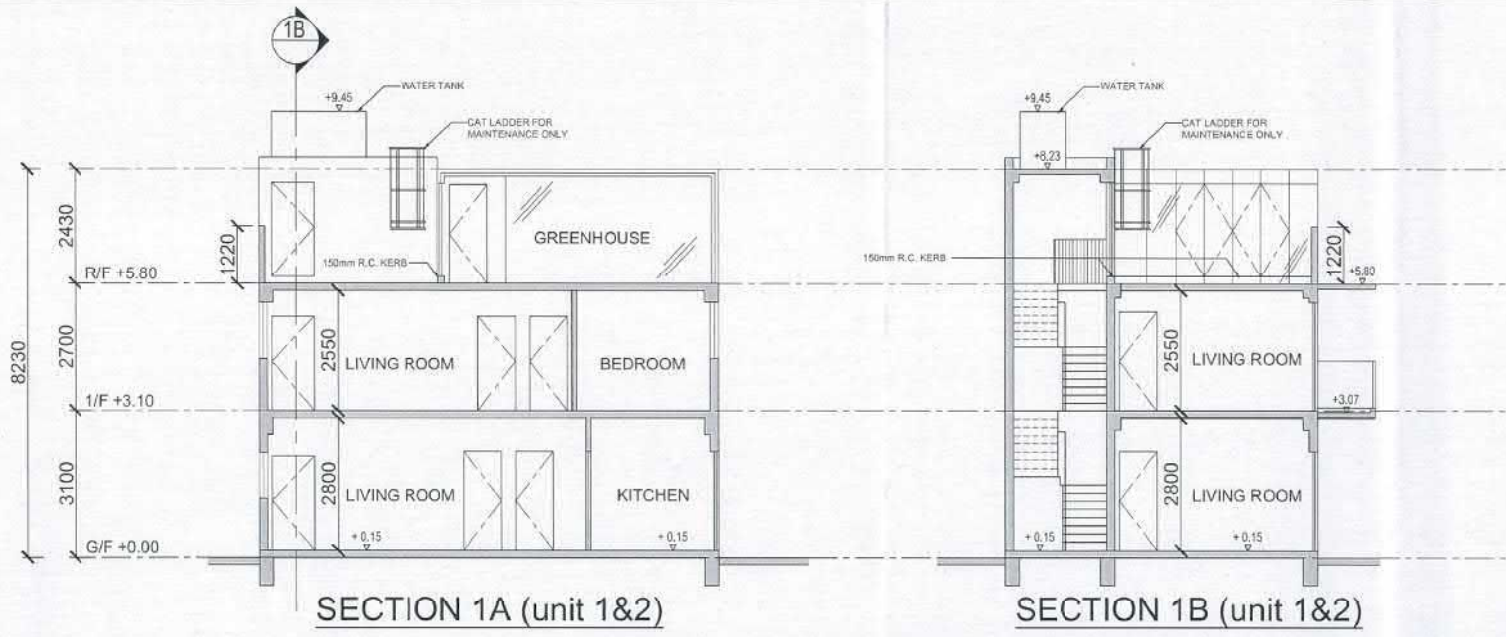 1B
+9.45
WATER TANK
CAT LADDER FOR
MAINTENANCE ONLY
GREENHOUSE
150mm R.C. KERB
1220
2430
R/F +5.80
2700
8230
1/F +3.10
3100
G/F +0.00
2550
LIVING ROOM
BEDROOM
2800
LIVING ROOM
KITCHEN
+ 0.15
+ 0.15
SECTION 1A (unit 1&2)
+9.45
WATER TANK
CAT LADDER FOR
MAINTENANCE ONLY
+8.23
150mm R.C. KERB
1220
+5.80
2550
LIVING ROOM
+3.07
2800
LIVING ROOM
+ 0.15
+ 0.15
SECTION 1B (unit 1&2)